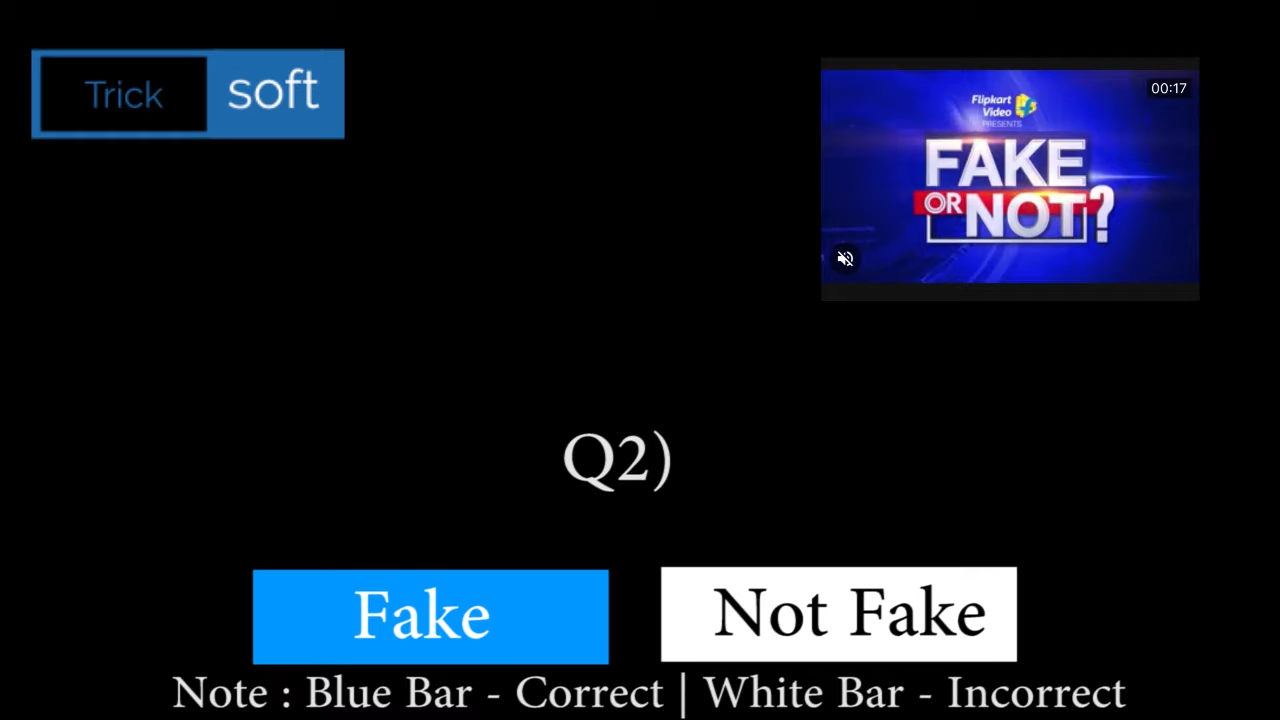 Trick soft
00:17
Flipkart
Video
PRESENTS
FAKE
OR NOT?
Q2)
Fake
Not Fake
Note : Blue Bar - Correct | White Bar - Incorrect